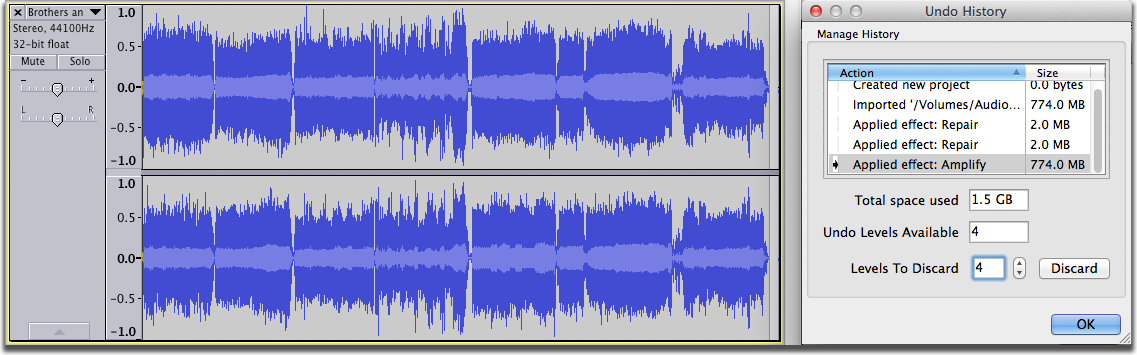 Brothers an
Stereo, 44100Hz
32-bit float
Mute Solo
- +
L R
1.0
0.5
0.0
-0.5
-1.0
1.0
0.5
0.0
-0.5
-1.0
Undo History
Manage History
Action Size
Created new project 0.0 bytes
Imported '/Volumes/Audio... 774.0 MB
Applied effect: Repair 2.0 MB
Applied effect: Repair 2.0 MB
Applied effect: Amplify 774.0 MB
Total space used 1.5 GB
Undo Levels Available 4
Levels To Discard 4 Discard
OK